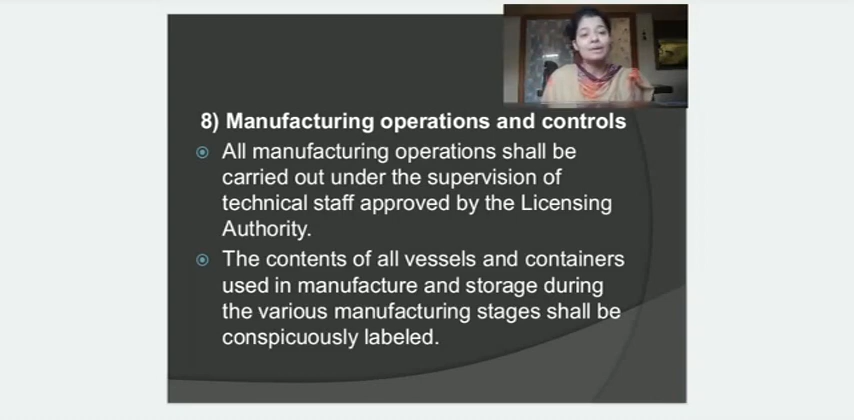 8) Manufacturing operations and controls
All manufacturing operations shall be
carried out under the supervision of
technical staff approved by the Licensing
Authority.
The contents of all vessels and containers
used in manufacture and storage during
the various manufacturing stages shall be
conspicuously labeled.